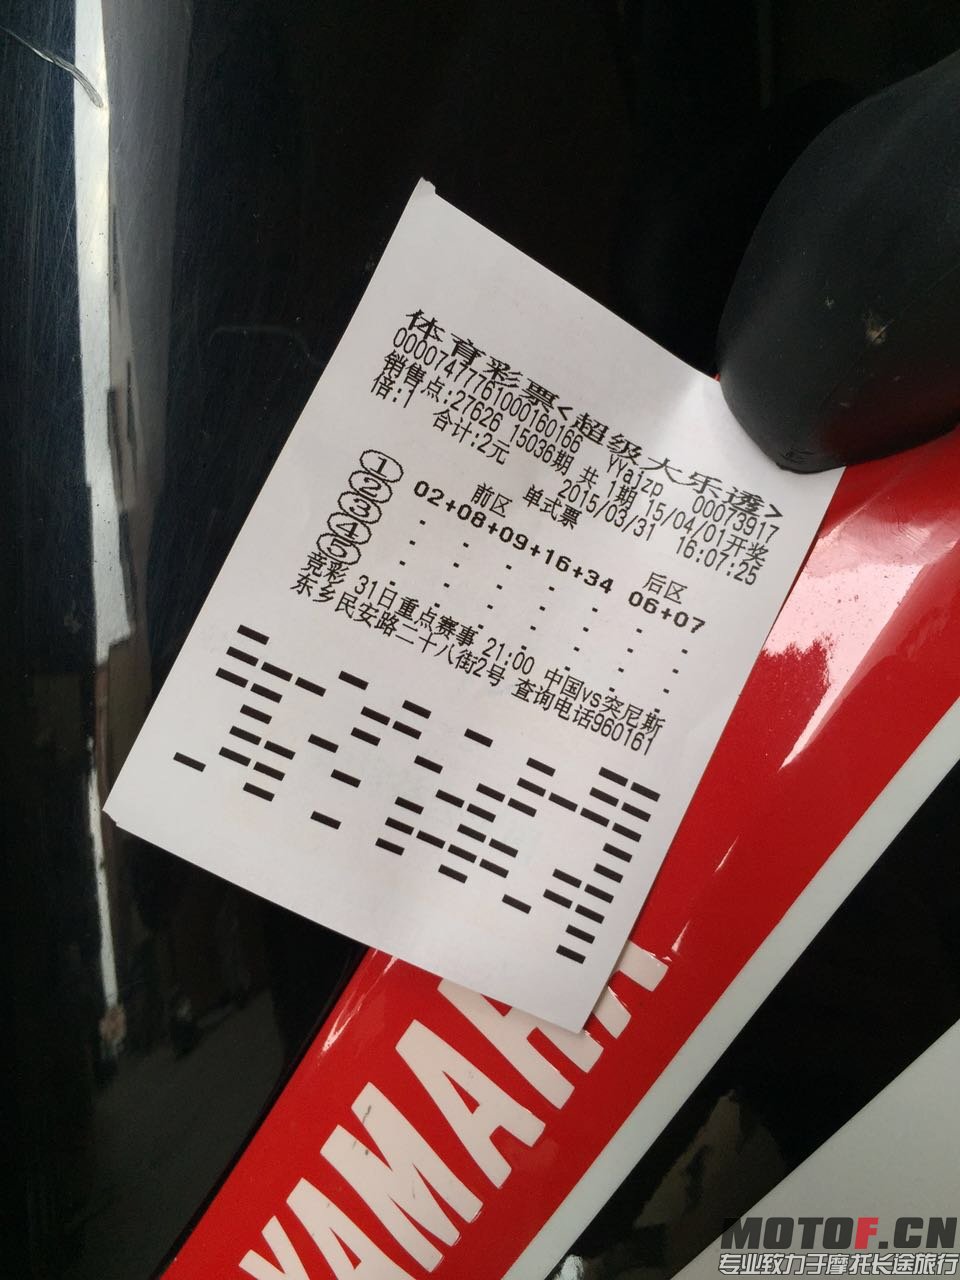 体育彩票<超级大乐透>
000074777761000160166 yYajzp 00073917
销售点:27626 15036期 共1期 15/04/01开奖
倍:1 合计:2元 2015/03/31 16:07:25
前区 单式票 后区
① 02+08+09+16+34 06+07
②
③
④
⑤
竞彩 31日重点赛事 21:00 中国vs突尼斯
东乡民安路二十八街2号 查询电话960161
YAMAHA
MOTOF.CN
专业致力于摩托长途旅行